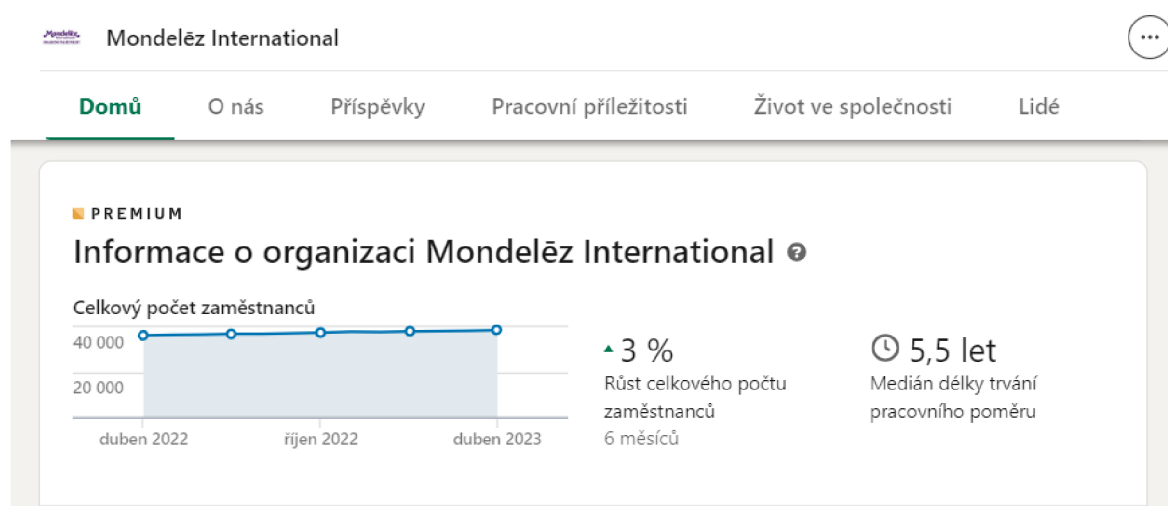 Mondelēz International
Domů
O nás
Příspěvky
Pracovní příležitosti
Život ve společnosti
Lidé
PREMIUM
Informace o organizaci Mondelēz International
Celkový počet zaměstnanců
40 000
20 000
duben 2022
říjen 2022
duben 2023
3 %
Růst celkového počtu
zaměstnanců
6 měsíců
5,5 let
Medián délky trvání
pracovního poměru